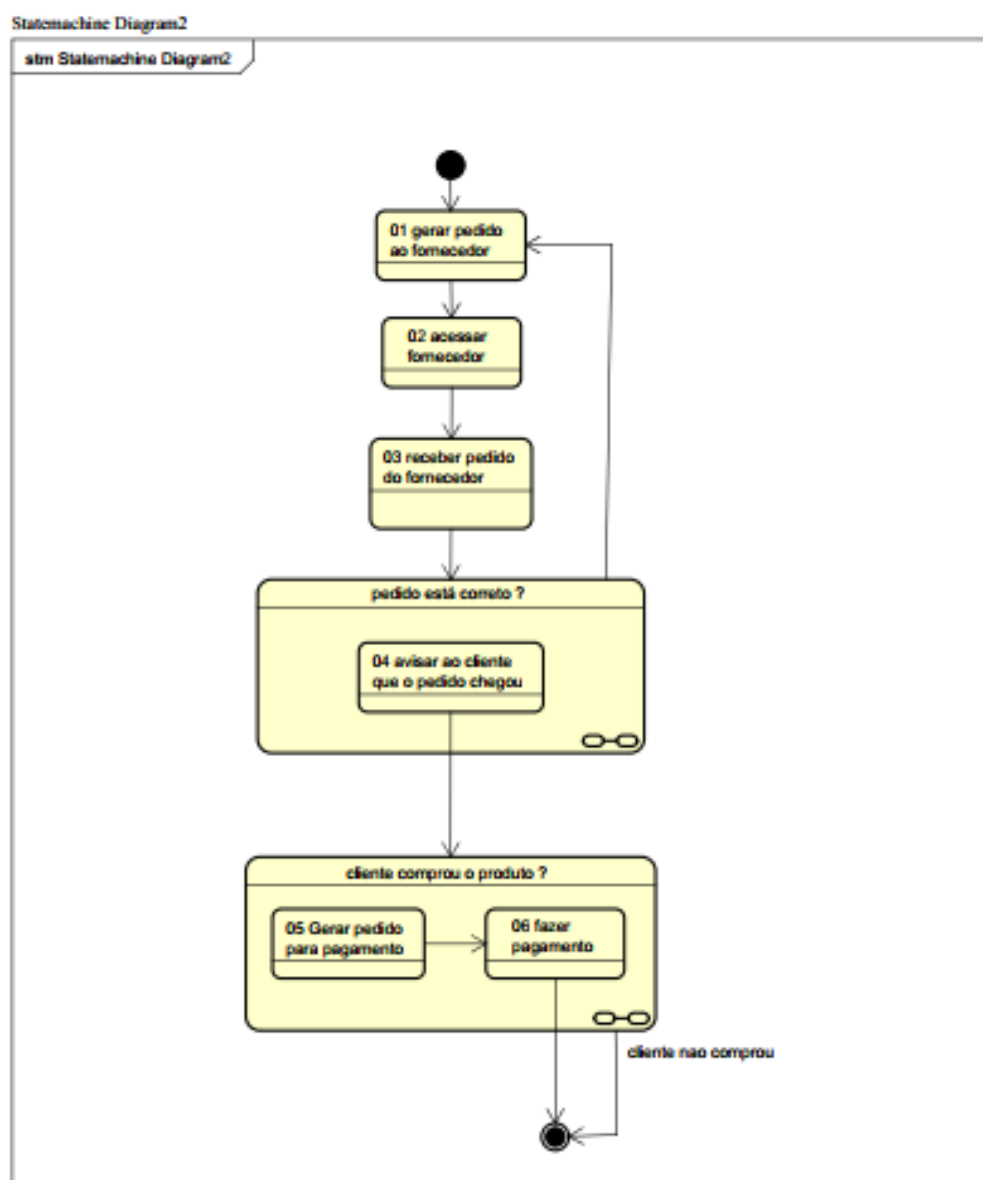 Statemachine Diagram2
stm Statemachine Diagram2
01 gerar pedido
ao fornecedor
02 acessar
fornecedor
03 receber pedido
do fornecedor
pedido está correto ?
04 avisar ao cliente
que o pedido chegou
cliente comprou o produto ?
05 Gerar pedido
para pagamento
06 fazer
pagamento
cliente nao comprou